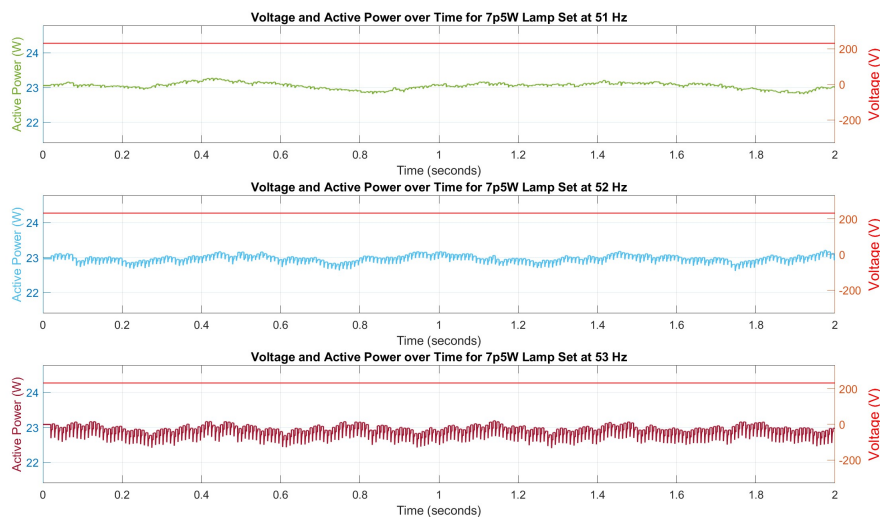 Voltage and Active Power over Time for 7p5W Lamp Set at 51 Hz
Active Power (W)
24
23
22
200
0
-200
Voltage (V)
0 0.2 0.4 0.6 0.8 1 1.2 1.4 1.6 1.8 2
Time (seconds)
Voltage and Active Power over Time for 7p5W Lamp Set at 52 Hz
Active Power (W)
24
23
22
200
0
-200
Voltage (V)
0 0.2 0.4 0.6 0.8 1 1.2 1.4 1.6 1.8 2
Time (seconds)
Voltage and Active Power over Time for 7p5W Lamp Set at 53 Hz
Active Power (W)
24
23
22
200
0
-200
Voltage (V)
0 0.2 0.4 0.6 0.8 1 1.2 1.4 1.6 1.8 2
Time (seconds)